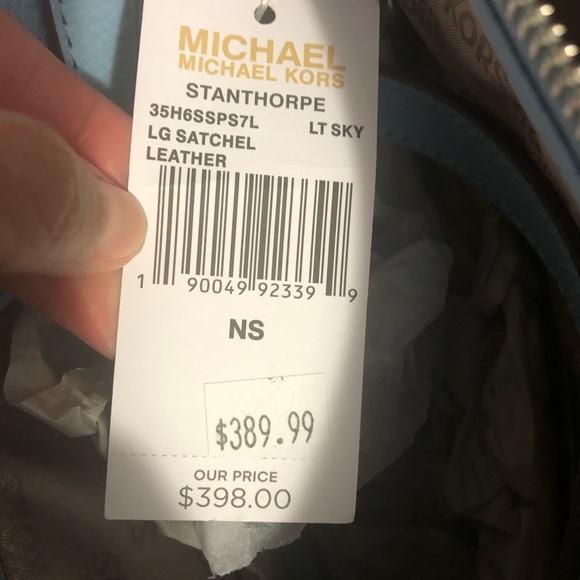 MICHAEL
MICHAEL KORS
STANTHORPE
35H6SSPS7L LT SKY
LG SATCHEL
LEATHER
1 90049 92339 9
NS
$389.99
OUR PRICE
$398.00
KORS